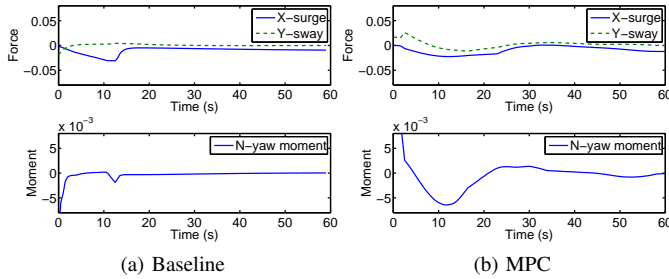 0.05
0
−0.05
Force
X−surge
Y−sway
0 10 20 30 40 50 60
Time (s)
x 10⁻³
5
0
−5
Moment
N−yaw moment
0 10 20 30 40 50 60
Time (s)
(a) Baseline
0.05
0
−0.05
Force
X−surge
Y−sway
0 10 20 30 40 50 60
Time (s)
x 10⁻³
5
0
−5
Moment
N−yaw moment
0 10 20 30 40 50 60
Time (s)
(b) MPC